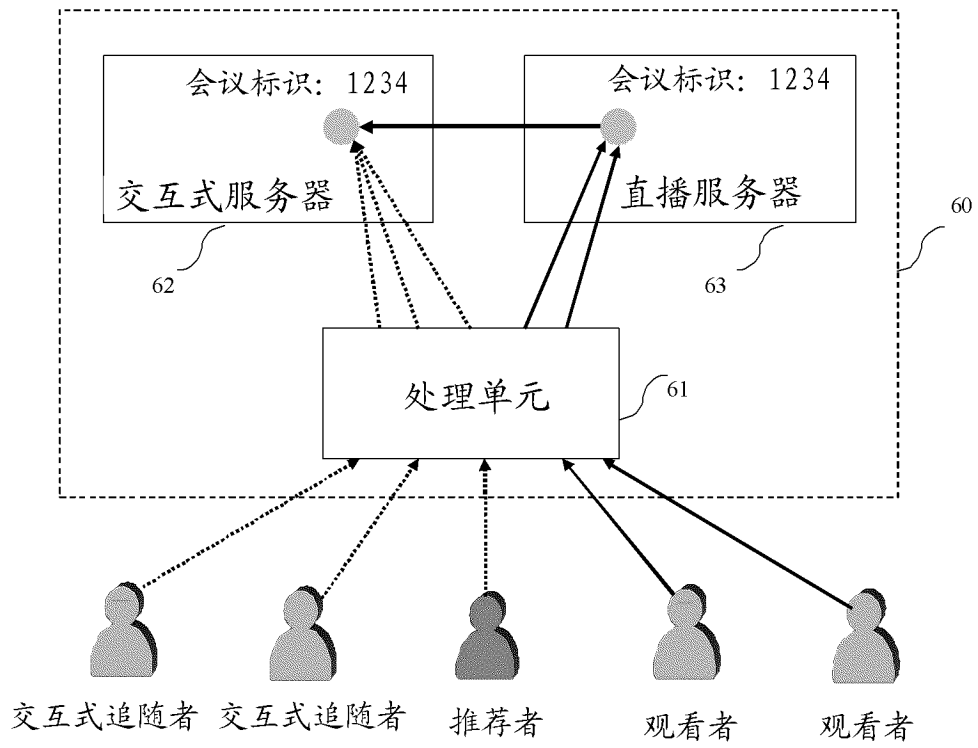 会议标识：1234
会议标识：1234
交互式服务器
直播服务器
60
62
63
处理单元
61
交互式追随者
交互式追随者
推荐者
观看者
观看者